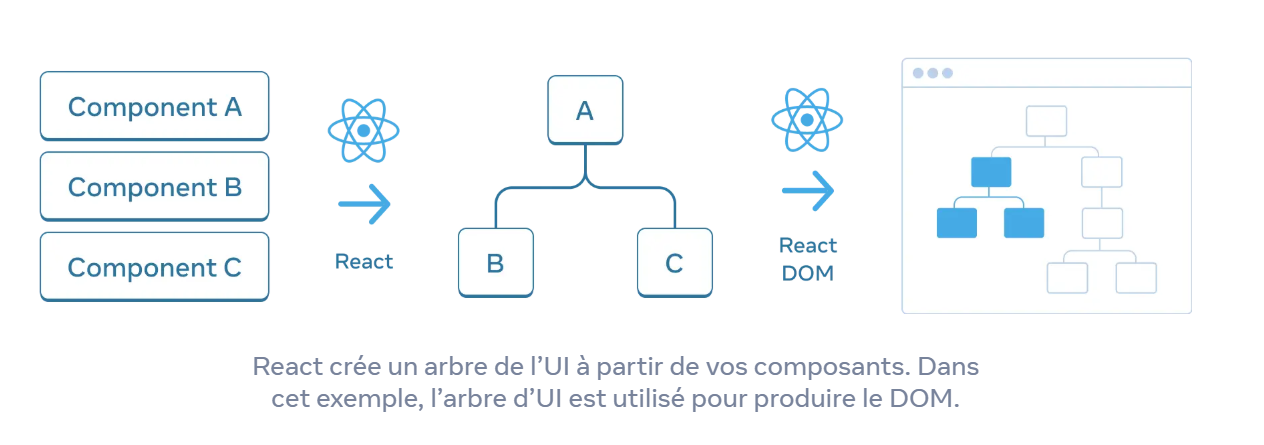 Component A
Component B
Component C
React
A
B
C
React
DOM
React crée un arbre de l’UI à partir de vos composants. Dans
cet exemple, l’arbre d’UI est utilisé pour produire le DOM.